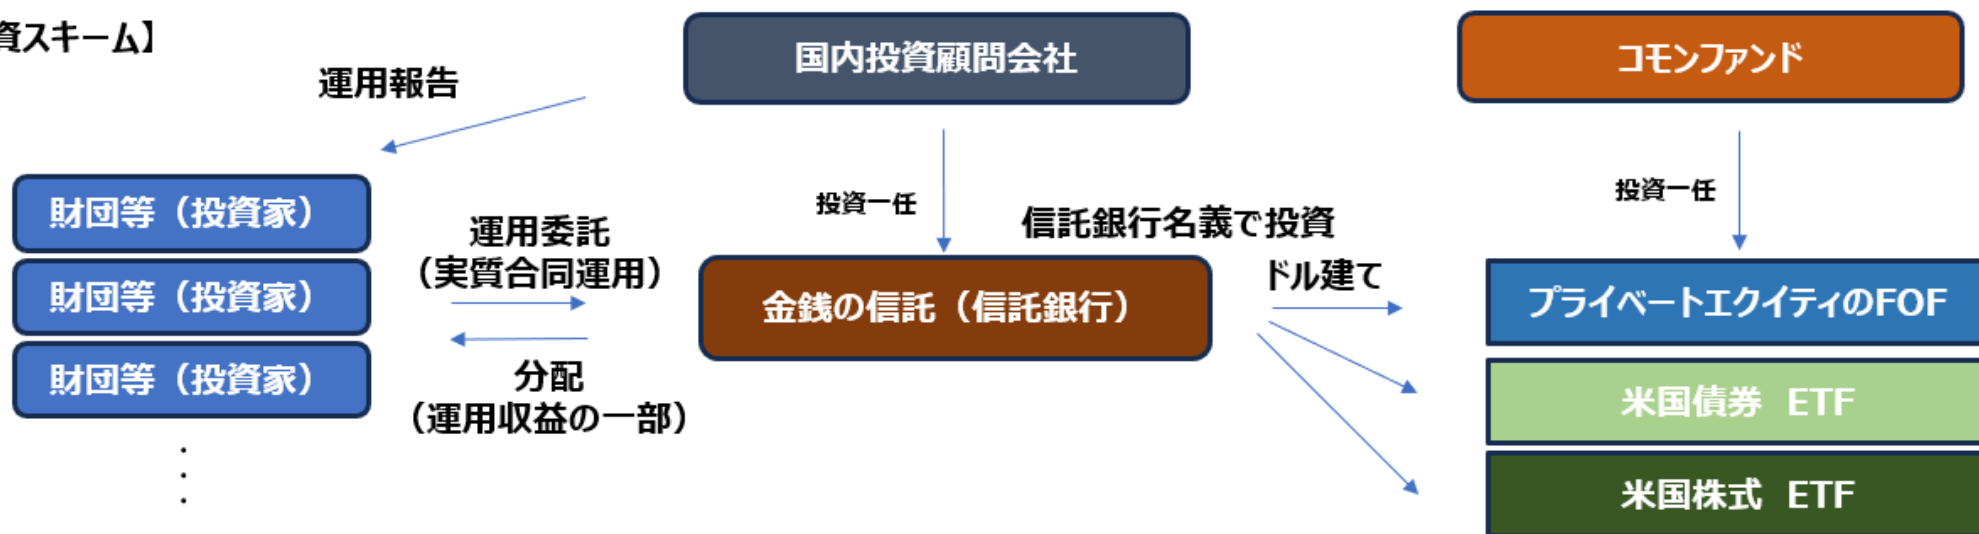 資スキーム】
国内投資顧問会社
コモンファンド
運用報告
投資一任
投資一任
財団等（投資家）
財団等（投資家）
財団等（投資家）
運用委託
（実質合同運用）
分配
（運用収益の一部）
信託銀行名義で投資
ドル建て
金銭の信託（信託銀行）
プライベートエクイティのFOF
米国債券 ETF
米国株式 ETF